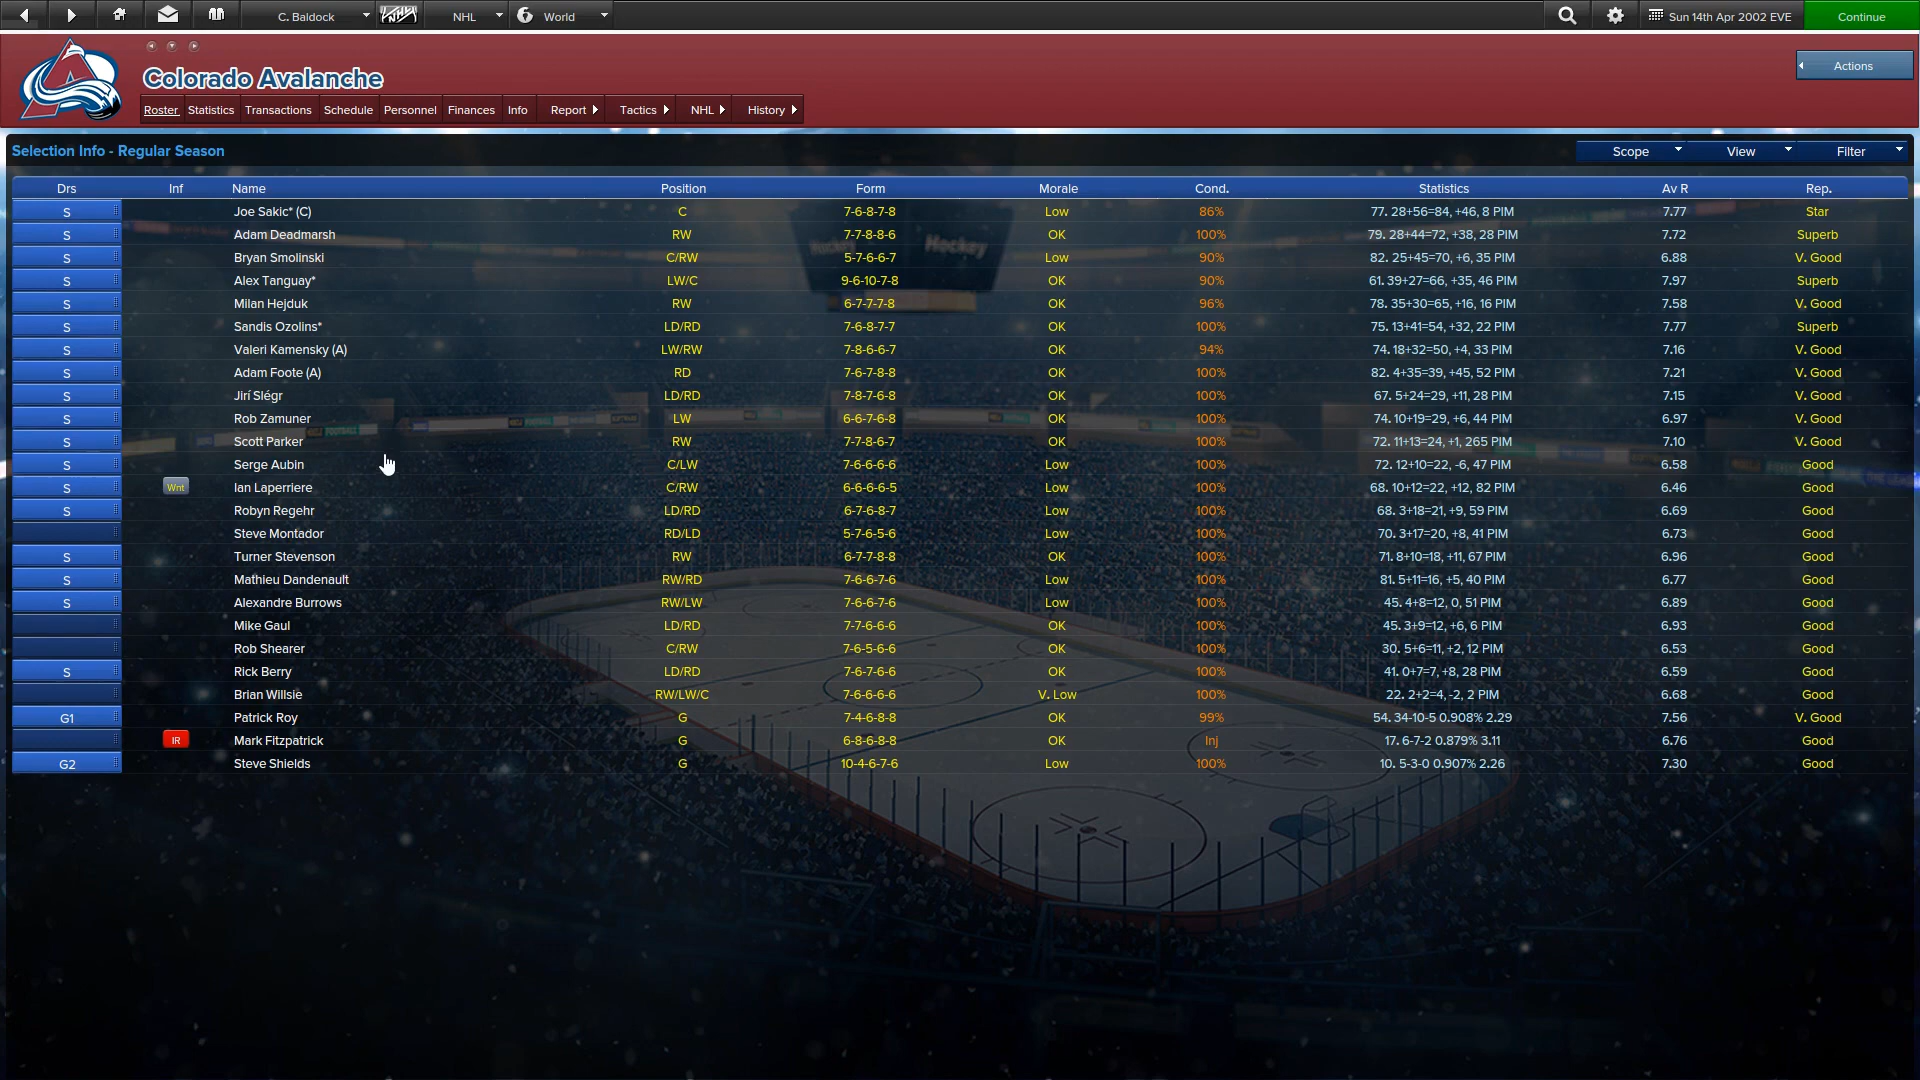 C. Baldock NHL NHL World Sun 14th Apr 2002 EVE Continue
Colorado Avalanche Actions
Roster Statistics Transactions Schedule Personnel Finances Info Report Tactics NHL History
Selection Info - Regular Season Scope View Filter
Drs Inf Name Position Form Morale Cond. Statistics Av R Rep.
S Joe Sakic* (C) C 7-6-8-7-8 Low 86% 77. 28+56=84, +46, 8 PIM 7.77 Star
S Adam Deadmarsh RW 7-7-8-8-6 OK 100% 79. 28+44=72, +38, 28 PIM 7.72 Superb
S Bryan Smolinski C/RW 5-7-6-6-7 Low 90% 82. 25+45=70, +6, 35 PIM 6.88 V. Good
S Alex Tanguay* LW/C 9-6-10-7-8 OK 90% 61. 39+27=66, +35, 46 PIM 7.97 Superb
S Milan Hejduk RW 6-7-7-7-8 OK 96% 78. 35+30=65, +16, 16 PIM 7.58 V. Good
S Sandis Ozolins* LD/RD 7-6-8-7-7 OK 100% 75. 13+41=54, +32, 22 PIM 7.77 Superb
S Valeri Kamensky (A) LW/RW 7-8-6-6-7 OK 94% 74. 18+32=50, +4, 33 PIM 7.16 V. Good
S Adam Foote (A) RD 7-6-7-8-8 OK 100% 82. 4+35=39, +45, 52 PIM 7.21 V. Good
S Jirí Slégr LD/RD 7-8-7-6-8 OK 100% 67. 5+24=29, +11, 28 PIM 7.15 V. Good
S Rob Zamuner LW 6-6-7-6-8 OK 100% 74. 10+19=29, +6, 44 PIM 6.97 V. Good
S Scott Parker RW 7-7-8-6-7 OK 100% 72. 11+13=24, +1, 265 PIM 7.10 V. Good
S Serge Aubin C/LW 7-6-6-6-6 Low 100% 72. 12+10=22, -6, 47 PIM 6.58 Good
S Wnt Ian Laperriere C/RW 6-6-6-6-5 Low 100% 68. 10+12=22, +12, 82 PIM 6.46 Good
S Robyn Regehr LD/RD 6-7-6-8-7 Low 100% 68. 3+18=21, +9, 59 PIM 6.69 Good
Steve Montador RD/LD 5-7-6-5-6 Low 100% 70. 3+17=20, +8, 41 PIM 6.73 Good
S Turner Stevenson RW 6-7-7-8-8 OK 100% 71. 8+10=18, +11, 67 PIM 6.96 Good
S Mathieu Dandenault RW/RD 7-6-6-7-6 Low 100% 81. 5+11=16, +5, 40 PIM 6.77 Good
S Alexandre Burrows RW/LW 7-6-6-7-6 Low 100% 45. 4+8=12, 0, 51 PIM 6.89 Good
Mike Gaul LD/RD 7-7-6-6-6 OK 100% 45. 3+9=12, +6, 6 PIM 6.93 Good
Rob Shearer C/RW 7-6-5-6-6 OK 100% 30. 5+6=11, +2, 12 PIM 6.53 Good
S Rick Berry LD/RD 7-6-7-6-6 OK 100% 41. 0+7=7, +8, 28 PIM 6.59 Good
Brian Willsie RW/LW/C 7-6-6-6-6 V. Low 100% 22. 2+2=4, -2, 2 PIM 6.68 Good
G1 Patrick Roy G 7-4-6-8-8 OK 99% 54. 34-10-5 0.908% 2.29 7.56 V. Good
IR Mark Fitzpatrick G 6-8-6-8-8 OK Inj 17. 6-7-2 0.879% 3.11 6.76 Good
G2 Steve Shields G 10-4-6-7-6 Low 100% 10. 5-3-0 0.907% 2.26 7.30 Good